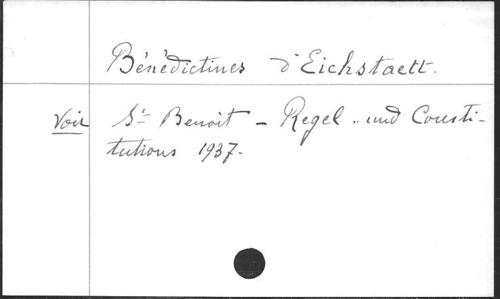 Bénédictines d'Eichstaett.
Voir St Benoit - Regel .. und Consti-
tutions 1937.